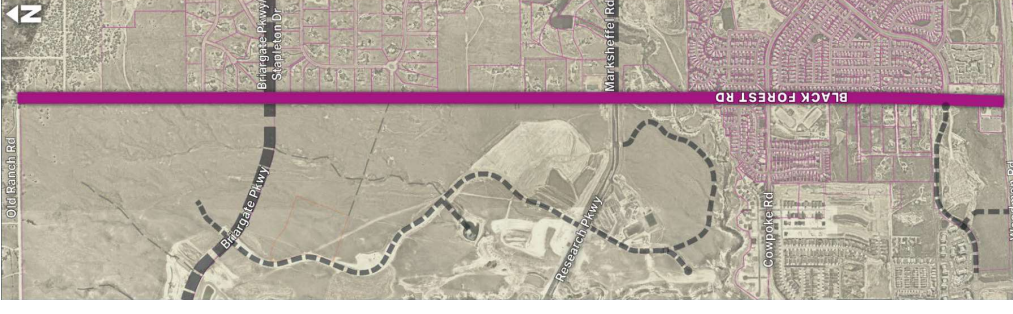 N
Briargate Pkwy
Stapleton Dr
Marksheffel Rd
BLACK FOREST RD
Old Ranch Rd
Briargate Pkwy
Research Pkwy
Cowpoke Rd